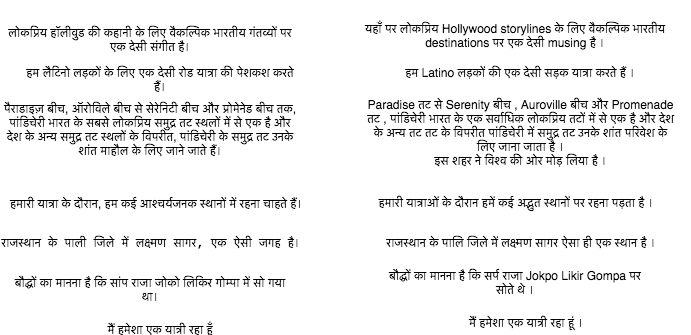 लोकप्रिय हॉलीवुड की कहानी के लिए वैकल्पिक भारतीय गंतव्यों पर
एक देसी संगीत है।
यहाँ पर लोकप्रिय Hollywood storylines के लिए वैकल्पिक भारतीय
destinations पर एक देसी musing है ।
हम लैटिनो लड़कों के लिए एक देसी रोड यात्रा की पेशकश करते
हैं।
हम Latino लड़कों की एक देसी सड़क यात्रा करते हैं ।
पैराडाइज़ बीच, ऑरोविले बीच से सेरेनिटी बीच और प्रोमेनेड बीच तक,
पांडिचेरी भारत के सबसे लोकप्रिय समुद्र तट स्थलों में से एक है और
देश के अन्य समुद्र तट स्थलों के विपरीत, पांडिचेरी के समुद्र तट उनके
शांत माहौल के लिए जाने जाते हैं।
Paradise तट से Serenity बीच , Auroville बीच और Promenade
तट , पांडिचेरी भारत के एक सर्वाधिक लोकप्रिय तटों में से एक है और देश
के अन्य तट तट के विपरीत पांडिचेरी में समुद्र तट उनके शांत परिवेश के
लिए जाना जाता है ।
इस शहर ने विश्व की ओर मोड़ लिया है ।
हमारी यात्रा के दौरान, हम कई आश्चर्यजनक स्थानों में रहना चाहते हैं।
हमारी यात्राओं के दौरान हमें कई अद्भुत स्थानों पर रहना पड़ता है ।
राजस्थान के पाली जिले में लक्ष्मण सागर, एक ऐसी जगह है।
राजस्थान के पालि जिले में लक्ष्मण सागर ऐसा ही एक स्थान है ।
बौद्धों का मानना है कि सांप राजा जोको लिकिर गोम्पा में सो गया
था।
बौद्धों का मानना है कि सर्प राजा Jokpo Likir Gompa पर
सोते थे ।
मैं हमेशा एक यात्री रहा हूँ
मैं हमेशा एक यात्री रहा हूं ।